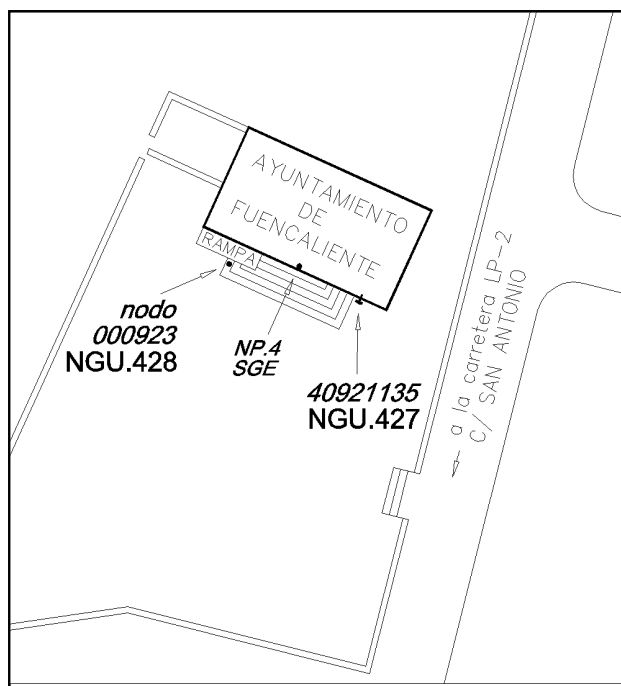 AYUNTAMIENTO
DE
FUENCALIENTE
RAMPA
nodo
000923
NGU.428
NP.4
SGE
40921135
NGU.427
a la carretera LP-2
C/ SAN ANTONIO